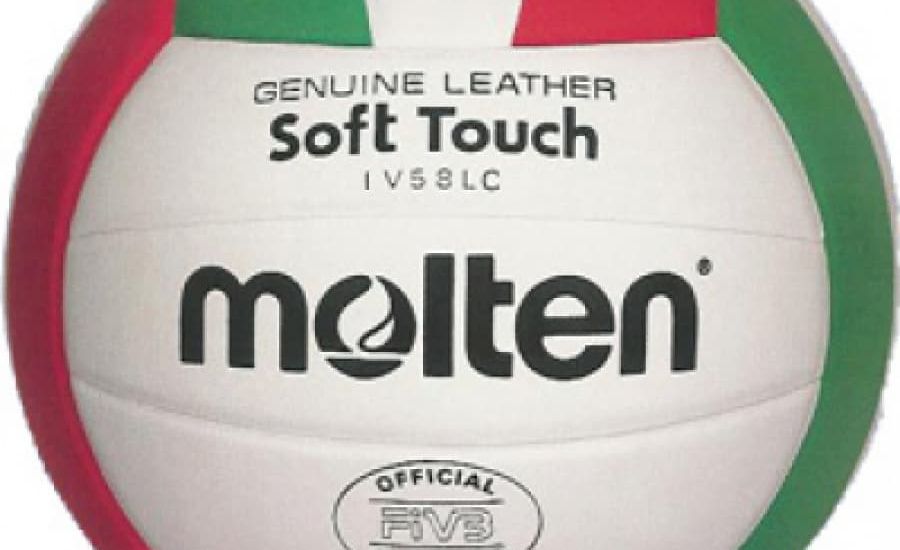 GENUINE LEATHER
Soft Touch
IV58LC
molten®
OFFICIAL
FiVB